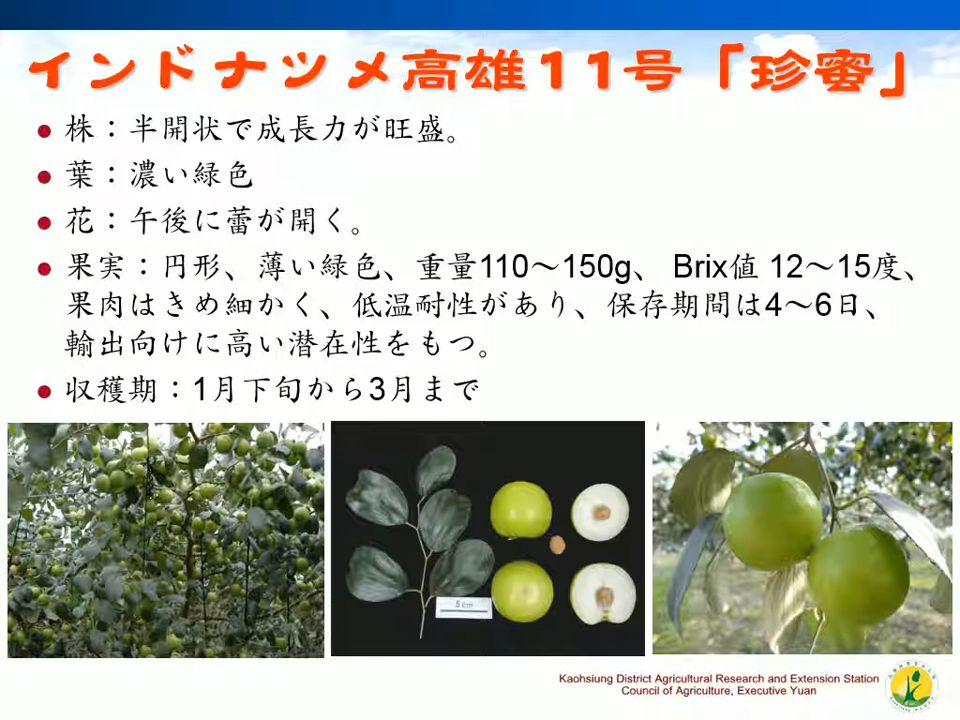 インドナツメ高雄11号「珍蜜」
● 株：半開状で成長力が旺盛。
● 葉：濃い緑色
● 花：午後に蕾が開く。
● 果実：円形、薄い緑色、重量110～150g、 Brix値 12～15度、
果肉はきめ細かく、低温耐性があり、保存期間は4～6日、
輸出向けに高い潜在性をもつ。
● 収穫期：1月下旬から3月まで
5 cm
Kaohsiung District Agricultural Research and Extension Station
Council of Agriculture, Executive Yuan